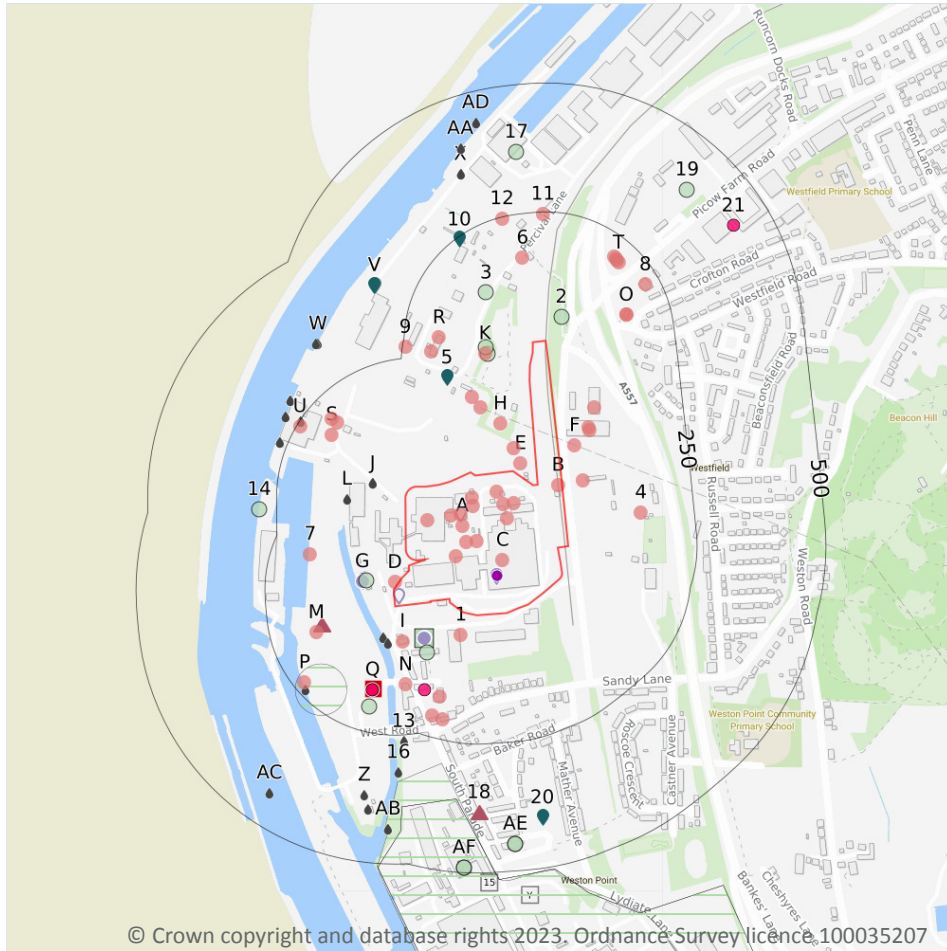 AD
AA
X
17
Runcorn Docks Road
Penn Lane
19
Picow Farm Road
Westfield Primary School
21
12
11
Percival Lane
10
6
T
8
Crofton Road
Westfield Road
V
3
2
O
W
9
R
K
5
A557
Beaconsfield Road
Beacon Hill
U
S
H
F
250
E
B
Westfield
500
J
L
14
4
Russell Road
A
C
7
G
D
Weston Road
M
I
1
P
Q
N
Sandy Lane
Weston Point Community
Primary School
13
West Road
Baker Road
Roscoe Crescent
Castner Avenue
16
AC
Z
AB
South Parade
18
Mather Avenue
20
AE
AF
15
Y
Weston Point
Lydiate Lane
Bankes' Lane
Cheshyres Lane
© Crown copyright and database rights 2023. Ordnance Survey licence 100035207